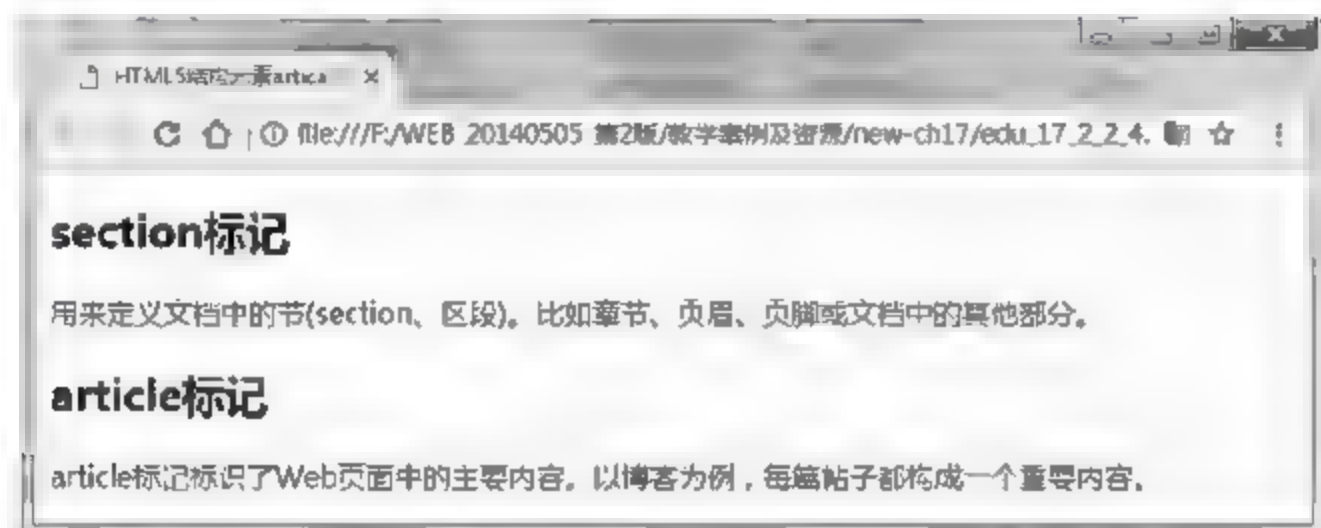 HTML5结构元素artica
file:///F:/WEB 20140505 第2版/教学案例及资源/new-ch17/edu_17_2_2_4.
section标记
用来定义文档中的节(section、区段)。比如章节、页眉、页脚或文档中的其他部分。
article标记
article标记标识了Web页面中的主要内容。以博客为例，每篇帖子都构成一个重要内容。